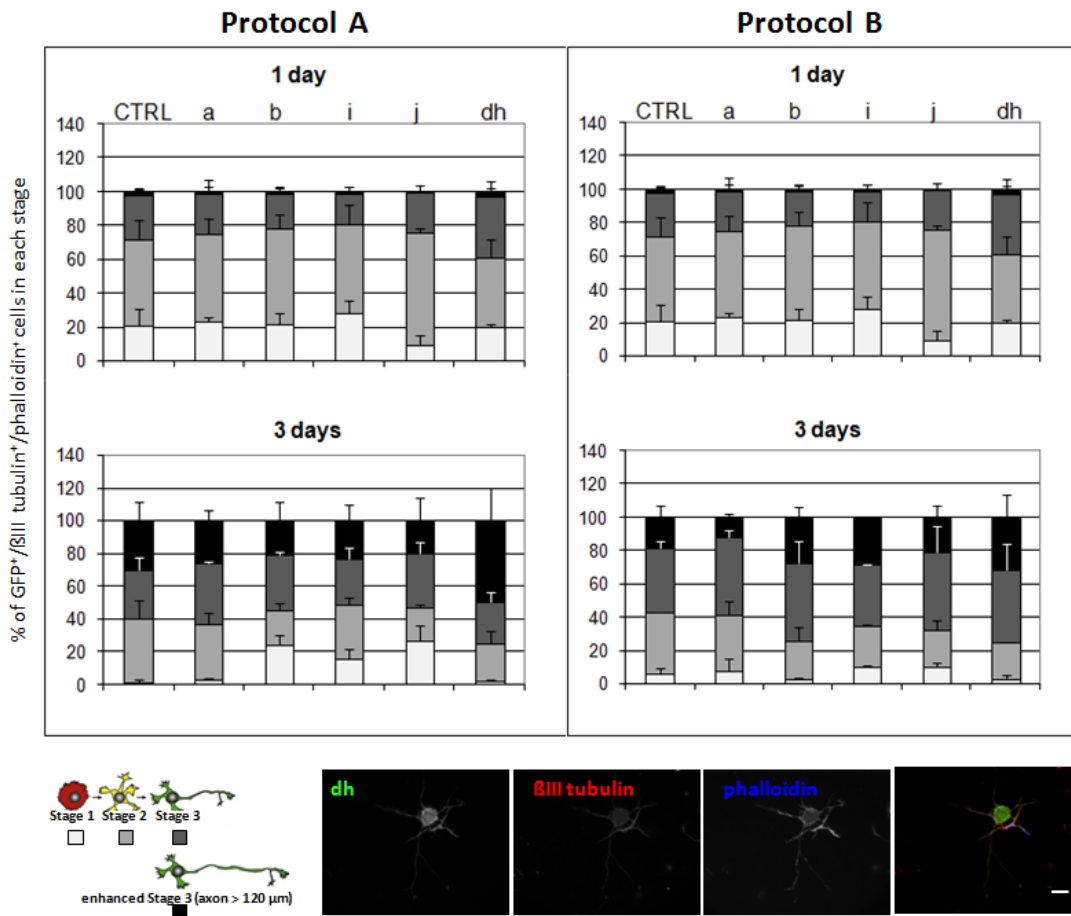 Protocol A
Protocol B
% of GFP⁺/ßIII tubulin⁺/phalloidin⁺ cells in each stage
1 day
CTRL a b i j dh
140
120
100
80
60
40
20
0
1 day
CTRL a b i j dh
140
120
100
80
60
40
20
0
3 days
140
120
100
80
60
40
20
0
3 days
140
120
100
80
60
40
20
0
Stage 1 Stage 2 Stage 3
enhanced Stage 3 (axon > 120 µm)
dh
ßIII tubulin
phalloidin